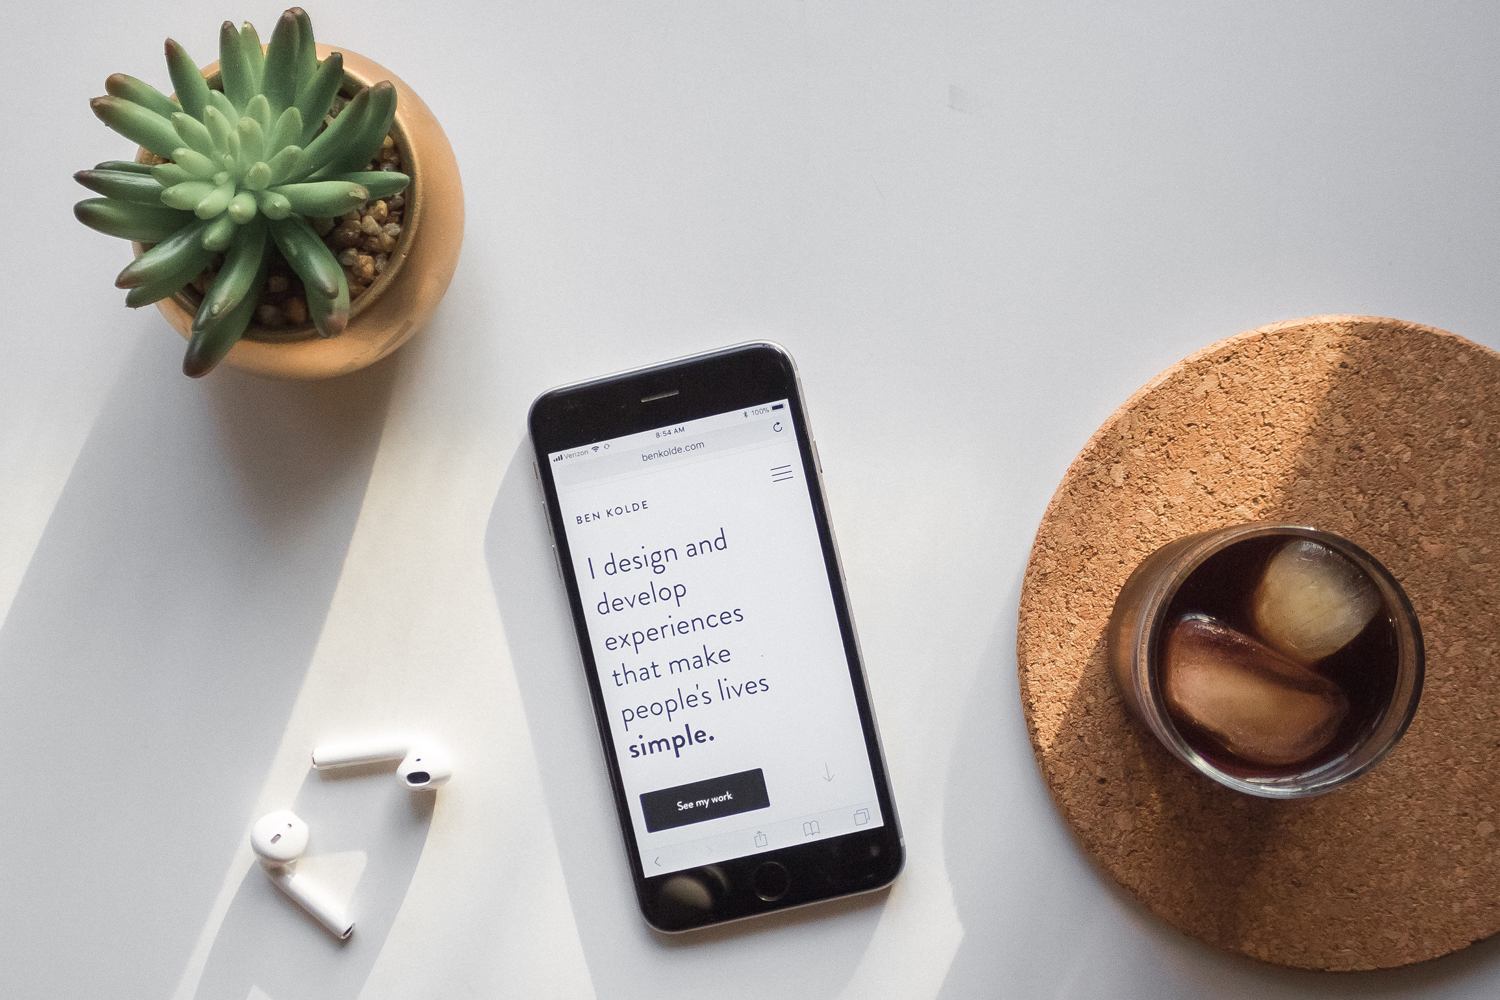 Verizon 8:54 AM 100%
benkolde.com
BEN KOLDE
I design and
develop
experiences
that make
people's lives
simple.
See my work